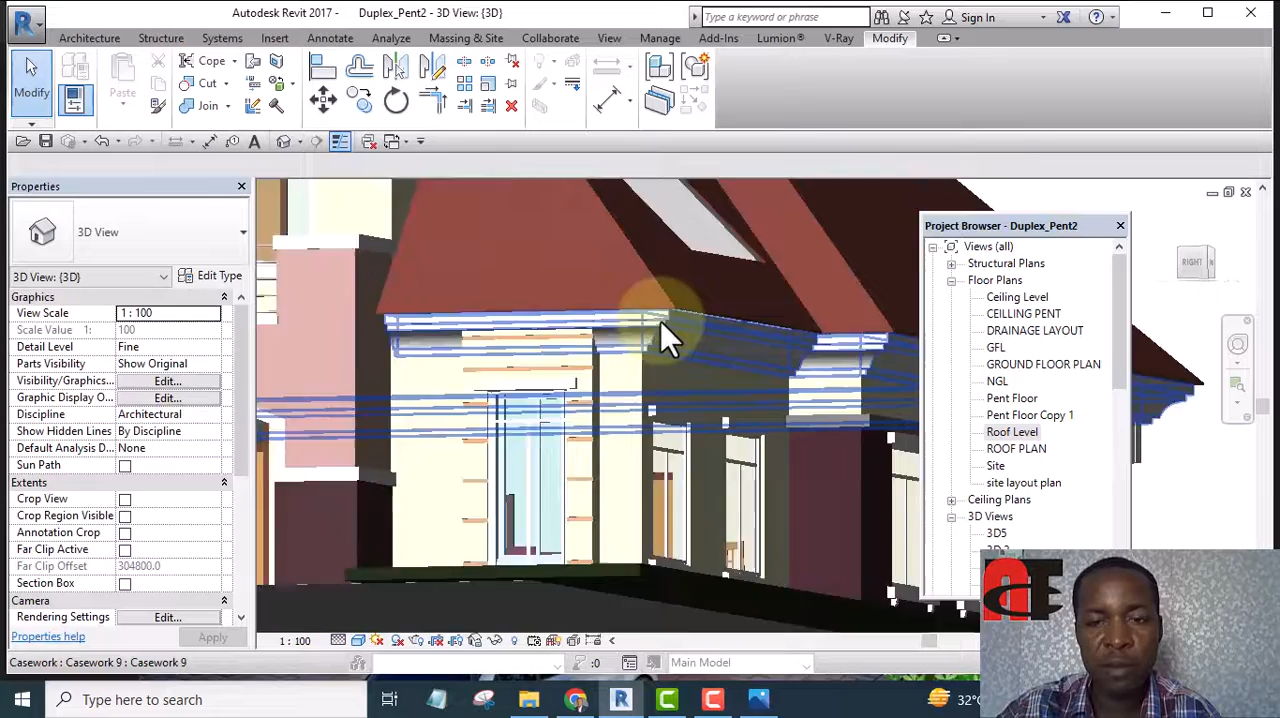 Autodesk Revit 2017 - Duplex_Pent2 - 3D View: {3D}
Type a keyword or phrase
Sign In
Architecture Structure Systems Insert Annotate Analyze Massing & Site Collaborate View Manage Add-Ins Lumion® V-Ray Modify
Modify
Paste
Cope
Cut
Join
Properties
3D View
3D View: {3D}
Edit Type
Graphics
View Scale 1 : 100
Scale Value 1: 100
Detail Level Fine
Parts Visibility Show Original
Visibility/Graphics... Edit...
Graphic Display O... Edit...
Discipline Architectural
Show Hidden Lines By Discipline
Default Analysis D... None
Sun Path
Extents
Crop View
Crop Region Visible
Annotation Crop
Far Clip Active
Far Clip Offset 304800.0
Section Box
Camera
Rendering Settings Edit...
Properties help
Apply
Project Browser - Duplex_Pent2
Views (all)
Structural Plans
Floor Plans
Ceiling Level
CEILLING PENT
DRAINAGE LAYOUT
GFL
GROUND FLOOR PLAN
NGL
Pent Floor
Pent Floor Copy 1
Roof Level
ROOF PLAN
Site
site layout plan
Ceiling Plans
3D Views
3D5
RIGHT
1 : 100
Casework : Casework 9 : Casework 9
:0
Main Model
Type here to search
32°